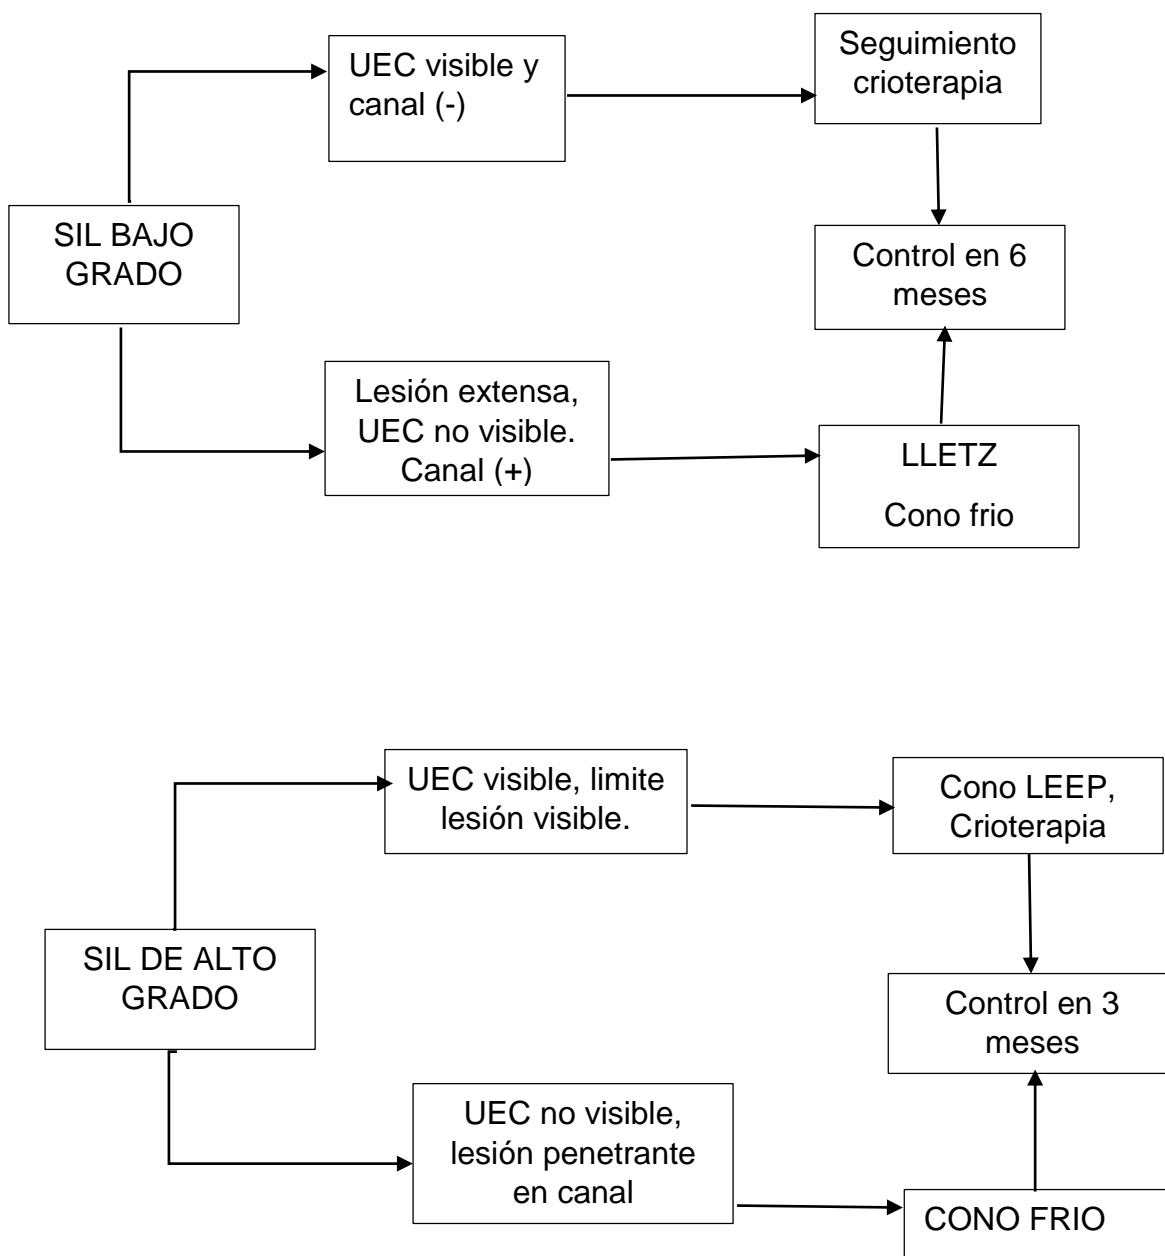 UEC visible y
canal (-)
Seguimiento
crioterapia
SIL BAJO
GRADO
Control en 6
meses
Lesión extensa,
UEC no visible.
Canal (+)
LLETZ
Cono frio
UEC visible, limite
lesión visible.
Cono LEEP,
Crioterapia
SIL DE ALTO
GRADO
Control en 3
meses
UEC no visible,
lesión penetrante
en canal
CONO FRIO